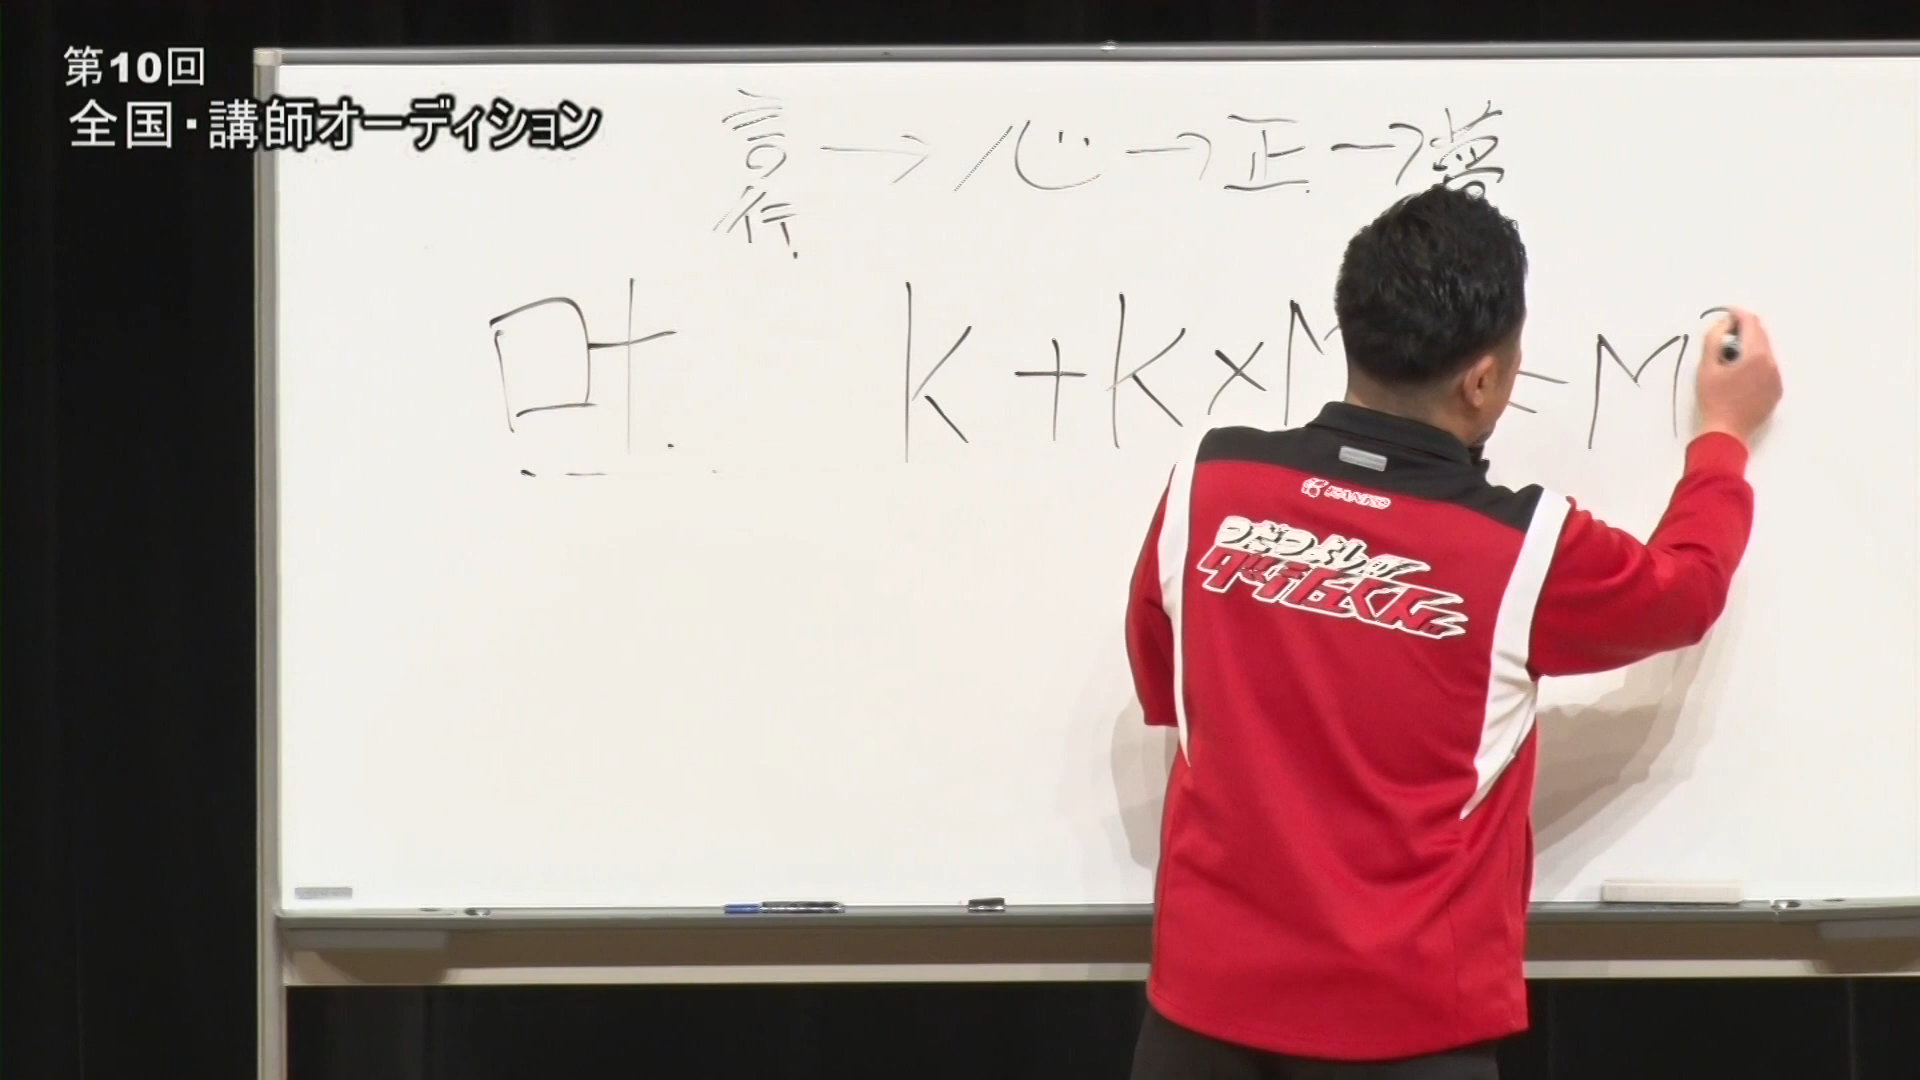 第10回
全国・講師オーディション
言→心→正→夢
行
叶 K+K×M=M
KANKO